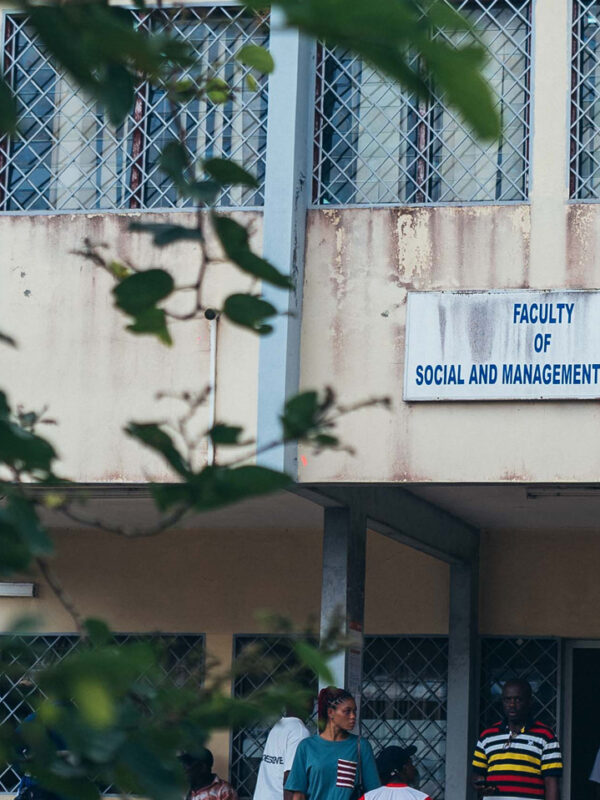 FACULTY
OF
SOCIAL AND MANAGEMENT